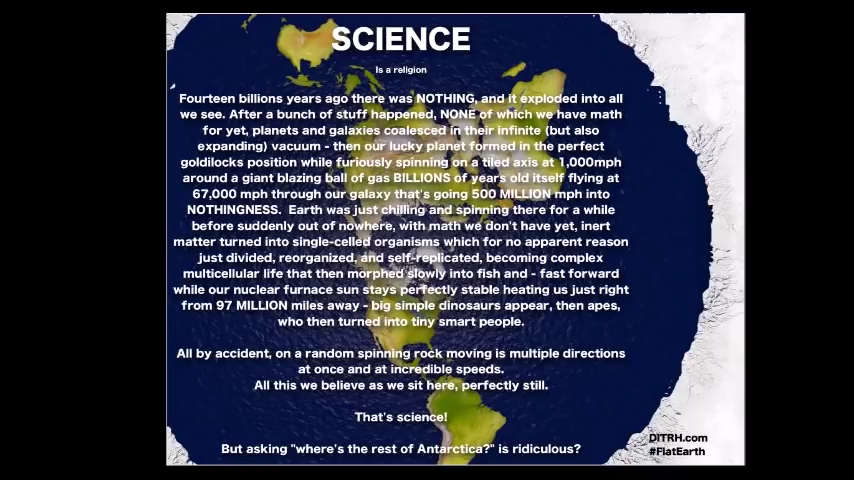 SCIENCE
Is a religion
Fourteen billions years ago there was NOTHING, and it exploded into all
we see. After a bunch of stuff happened, NONE of which we have math
for yet, planets and galaxies coalesced in their infinite (but also
expanding) vacuum - then our lucky planet formed in the perfect
goldilocks position while furiously spinning on a tiled axis at 1,000mph
around a giant blazing ball of gas BILLIONS of years old itself flying at
67,000 mph through our galaxy that's going 500 MILLION mph into
NOTHINGNESS. Earth was just chilling and spinning there for a while
before suddenly out of nowhere, with math we don't have yet, inert
matter turned into single-celled organisms which for no apparent reason
just divided, reorganized, and self-replicated, becoming complex
multicellular life that then morphed slowly into fish and - fast forward
while our nuclear furnace sun stays perfectly stable heating us just right
from 97 MILLION miles away - big simple dinosaurs appear, then apes,
who then turned into tiny smart people.
All by accident, on a random spinning rock moving is multiple directions
at once and at incredible speeds.
All this we believe as we sit here, perfectly still.
That's science!
But asking "where's the rest of Antarctica?" is ridiculous?
DITRH.com
#FlatEarth